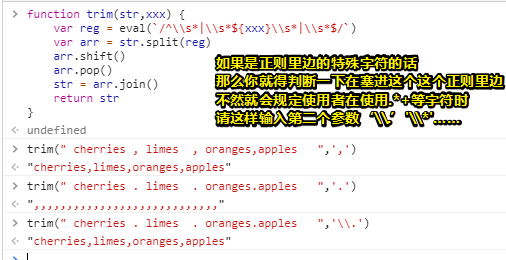 function trim(str,xxx) {
var reg = eval(`/^\\s*|\\s*${xxx}\\s*|\\s*$/`)
var arr = str.split(reg)
arr.shift()
arr.pop()
str = arr.join()
return str
}
如果是正则里边的特殊字符的话
那么你就得判断一下在塞进这个这个正则里边
不然就会规定使用者在使用.*+等字符时
请这样输入第二个参数‘\\.’‘\\*’……
undefined
trim(" cherries , limes  , oranges,apples   ",',')
"cherries,limes,oranges,apples"
trim(" cherries . limes  . oranges.apples   ",'.')
",,,,,,,,,,,,,,,,,,,,,,,,,,,,"
trim(" cherries . limes  . oranges.apples   ",'\\.')
"cherries,limes,oranges,apples"